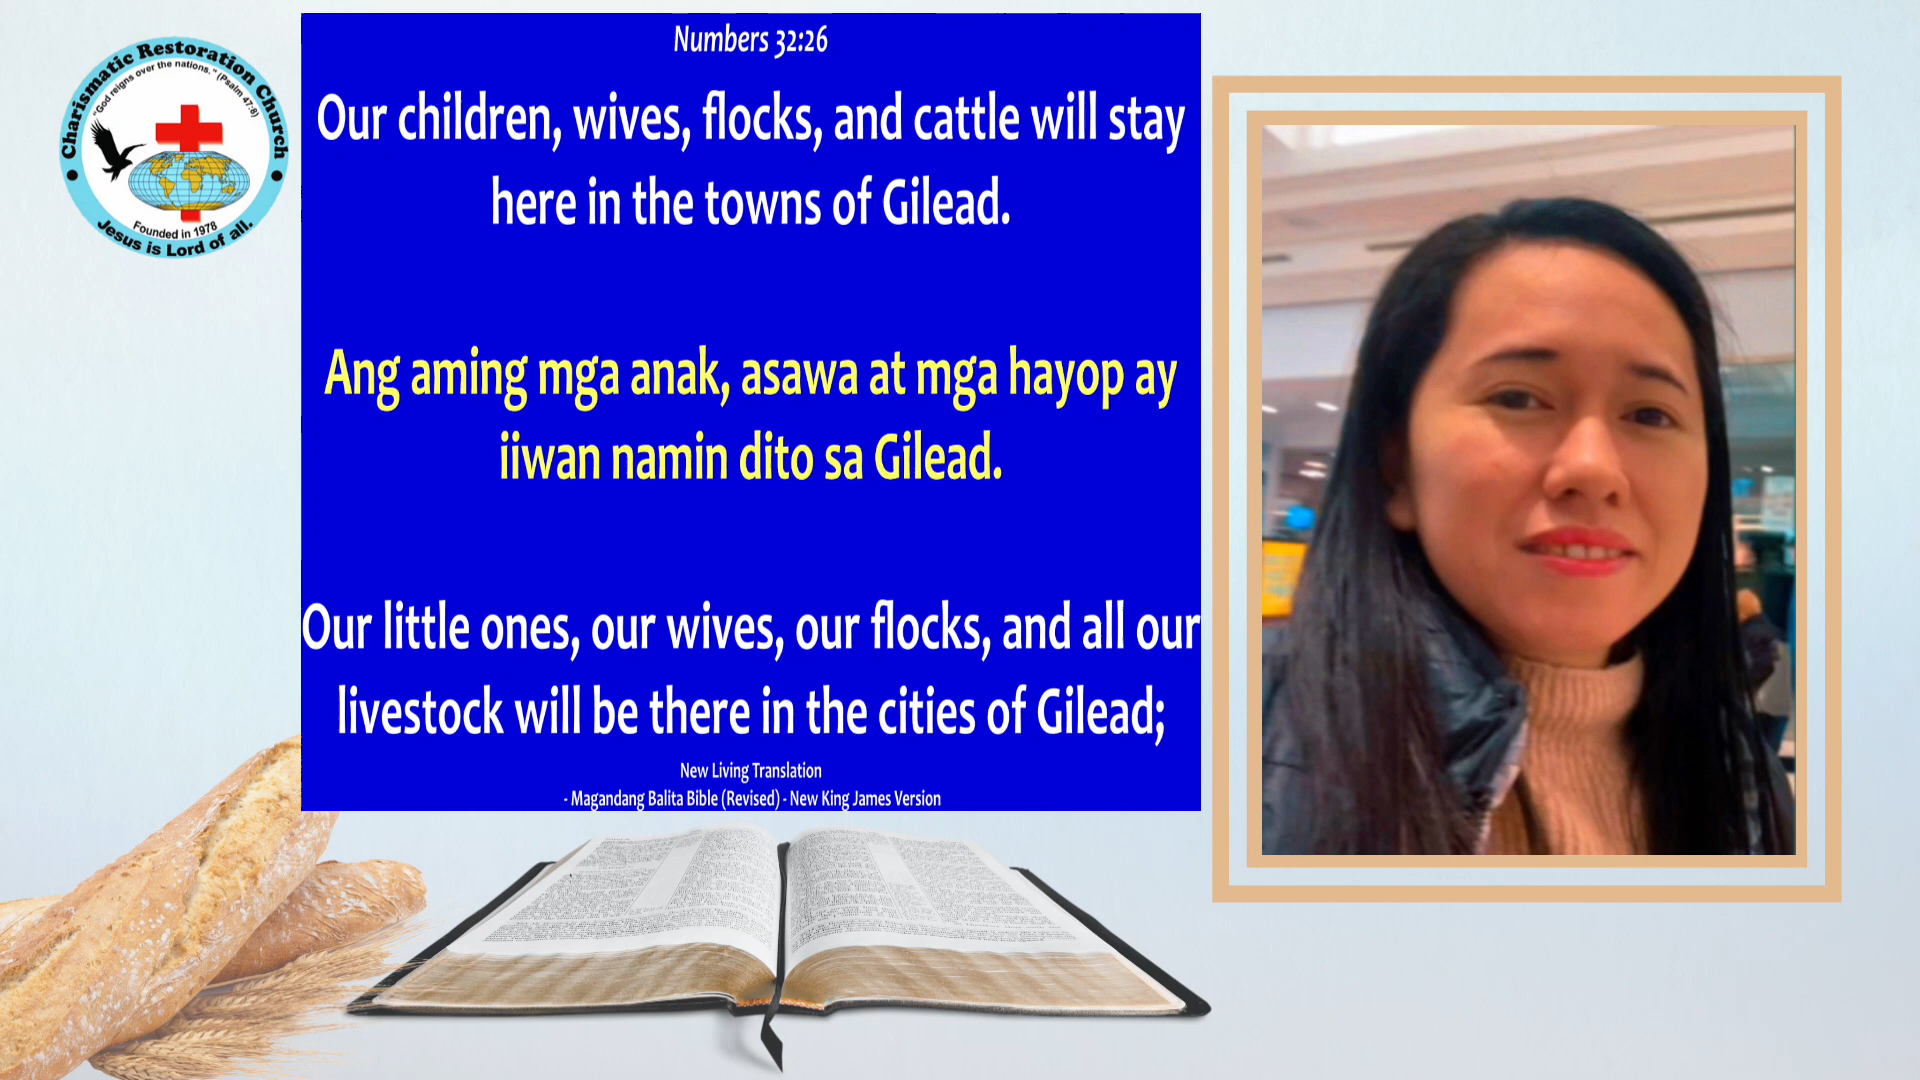 Charismatic Restoration Church
"God reigns over the nations." (Psalm 47:8)
Founded in 1978
Jesus is Lord of all.
Numbers 32:26
Our children, wives, flocks, and cattle will stay
here in the towns of Gilead.
Ang aming mga anak, asawa at mga hayop ay
iiwan namin dito sa Gilead.
Our little ones, our wives, our flocks, and all our
livestock will be there in the cities of Gilead;
New Living Translation
- Magandang Balita Bible (Revised) - New King James Version